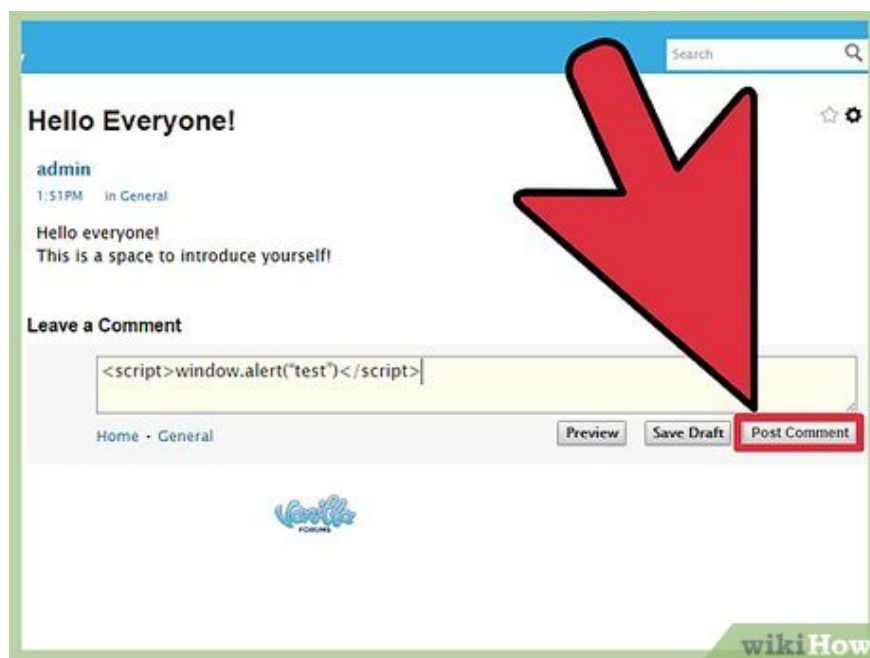 Search
Hello Everyone!
admin
1:51PM in General
Hello everyone!
This is a space to introduce yourself!
Leave a Comment
<script>window.alert("test")</script>
Home · General
Preview Save Draft Post Comment
Vanilla
FORUMS
wikiHow